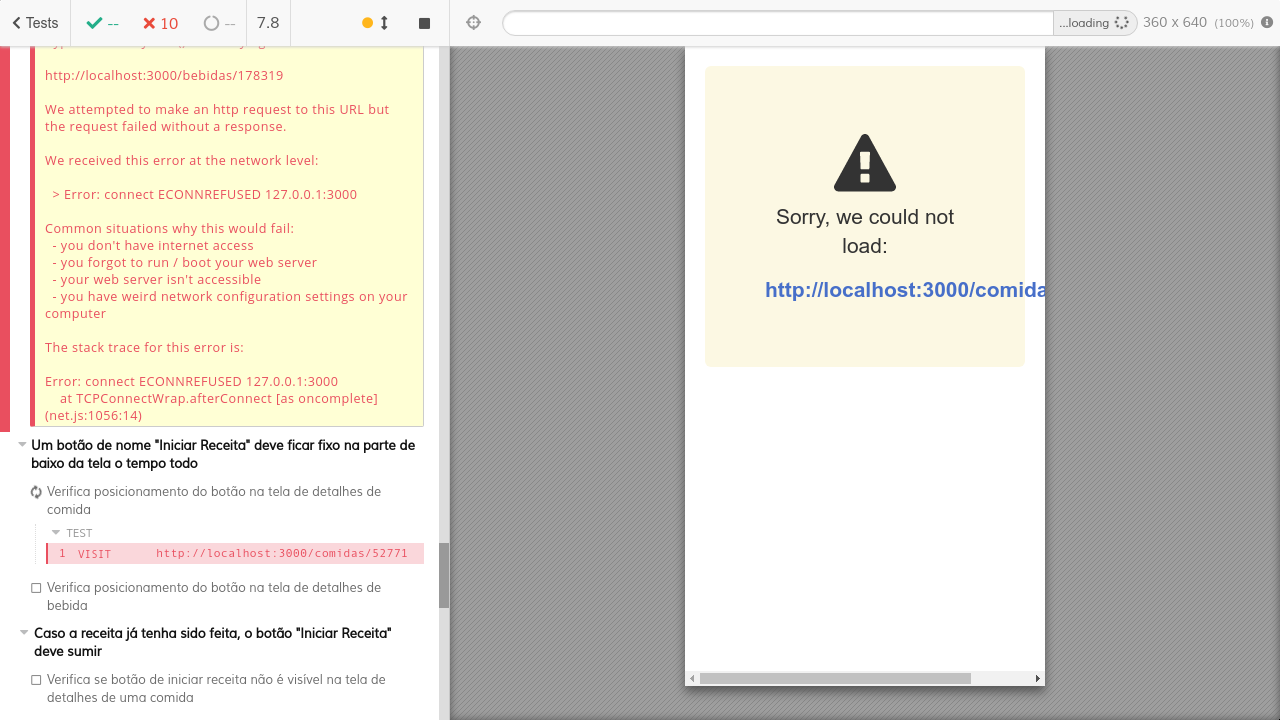 Tests
--
10
--
7.8
...loading
360 x 640 (100%)
http://localhost:3000/bebidas/178319
We attempted to make an http request to this URL but
the request failed without a response.
We received this error at the network level:
> Error: connect ECONNREFUSED 127.0.0.1:3000
Common situations why this would fail:
- you don't have internet access
- you forgot to run / boot your web server
- your web server isn't accessible
- you have weird network configuration settings on your
computer
The stack trace for this error is:
Error: connect ECONNREFUSED 127.0.0.1:3000
at TCPConnectWrap.afterConnect [as oncomplete]
(net.js:1056:14)
Um botão de nome "Iniciar Receita" deve ficar fixo na parte de
baixo da tela o tempo todo
Verifica posicionamento do botão na tela de detalhes de
comida
TEST
1 VISIT http://localhost:3000/comidas/52771
Verifica posicionamento do botão na tela de detalhes de
bebida
Caso a receita já tenha sido feita, o botão "Iniciar Receita"
deve sumir
Verifica se botão de iniciar receita não é visível na tela de
detalhes de uma comida
Sorry, we could not
load:
http://localhost:3000/comida